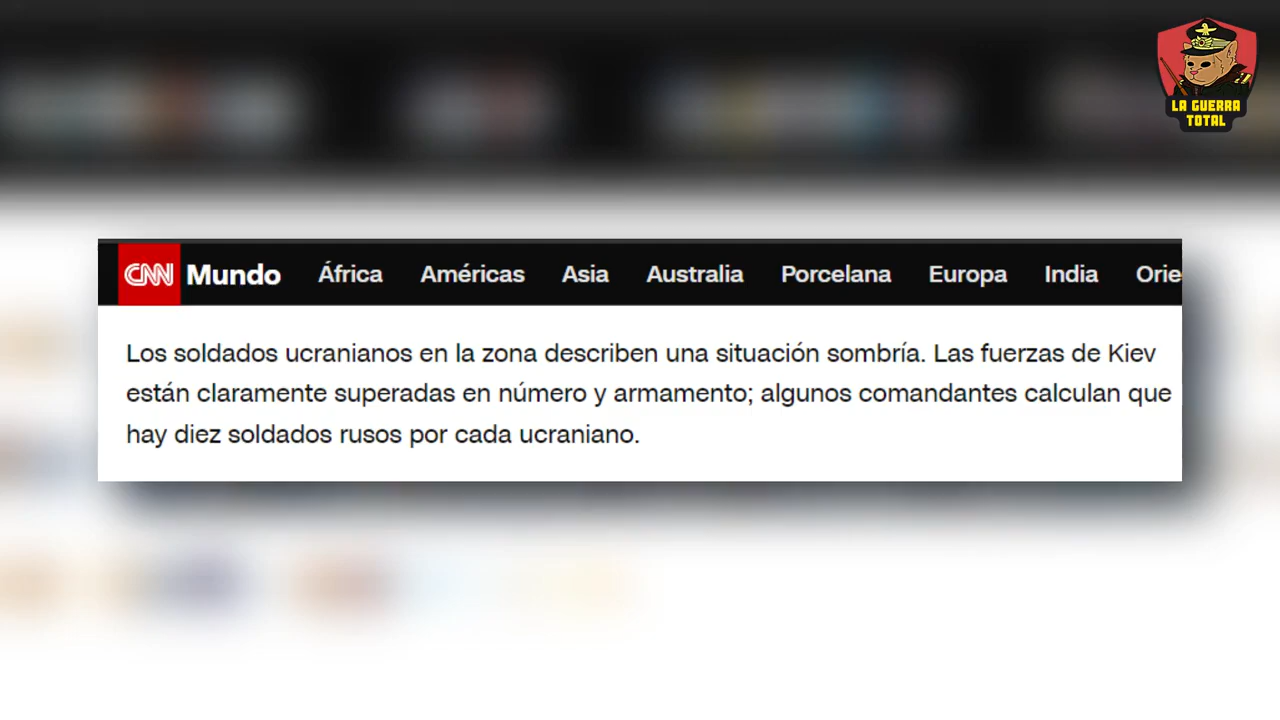 LA GUERRA
TOTAL
CNN Mundo África Américas Asia Australia Porcelana Europa India Orie
Los soldados ucranianos en la zona describen una situación sombría. Las fuerzas de Kiev
están claramente superadas en número y armamento; algunos comandantes calculan que
hay diez soldados rusos por cada ucraniano.